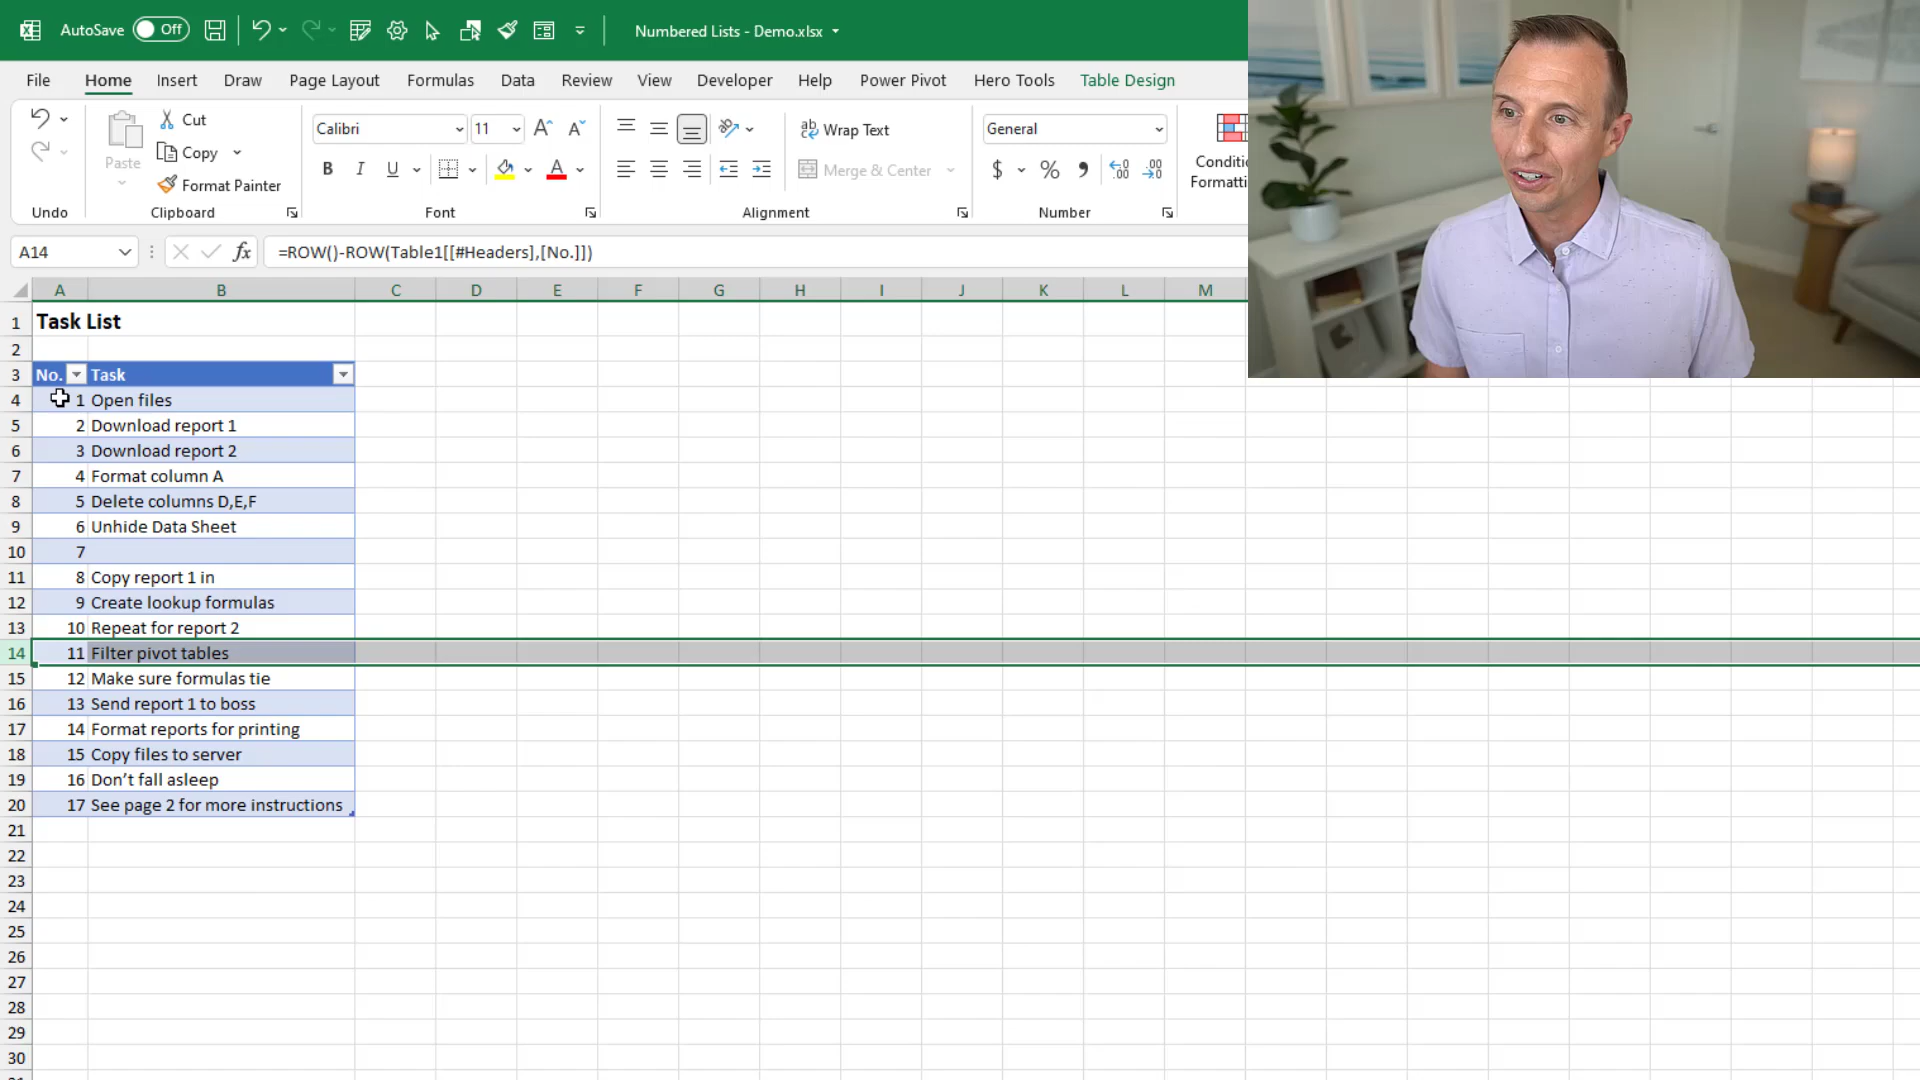 AutoSave Off Numbered Lists - Demo.xlsx
File Home Insert Draw Page Layout Formulas Data Review View Developer Help Power Pivot Hero Tools Table Design
Cut
Copy
Format Painter
Paste
Undo Clipboard
Calibri 11
B I U A
Font
ab Wrap Text
Merge & Center
Alignment
General
$ % ,
Number
Conditio
Formattin
A14 fx =ROW()-ROW(Table1[[#Headers],[No.]])
A B C D E F G H I J K L M
1 Task List
2
3 No. Task
4 1 Open files
5 2 Download report 1
6 3 Download report 2
7 4 Format column A
8 5 Delete columns D,E,F
9 6 Unhide Data Sheet
10 7
11 8 Copy report 1 in
12 9 Create lookup formulas
13 10 Repeat for report 2
14 11 Filter pivot tables
15 12 Make sure formulas tie
16 13 Send report 1 to boss
17 14 Format reports for printing
18 15 Copy files to server
19 16 Don’t fall asleep
20 17 See page 2 for more instructions
21
22
23
24
25
26
27
28
29
30